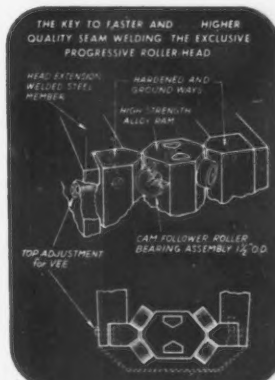 THE KEY TO FASTER AND HIGHER
QUALITY SEAM WELDING THE EXCLUSIVE
PROGRESSIVE ROLLER-HEAD
HEAD EXTENSION
WELDED STEEL
MEMBER
HARDENED AND
GROUND WAYS
HIGH STRENGTH
ALLOY RAM
CAM FOLLOWER ROLLER
BEARING ASSEMBLY 1½" O.D.
TOP ADJUSTMENT
for VEE